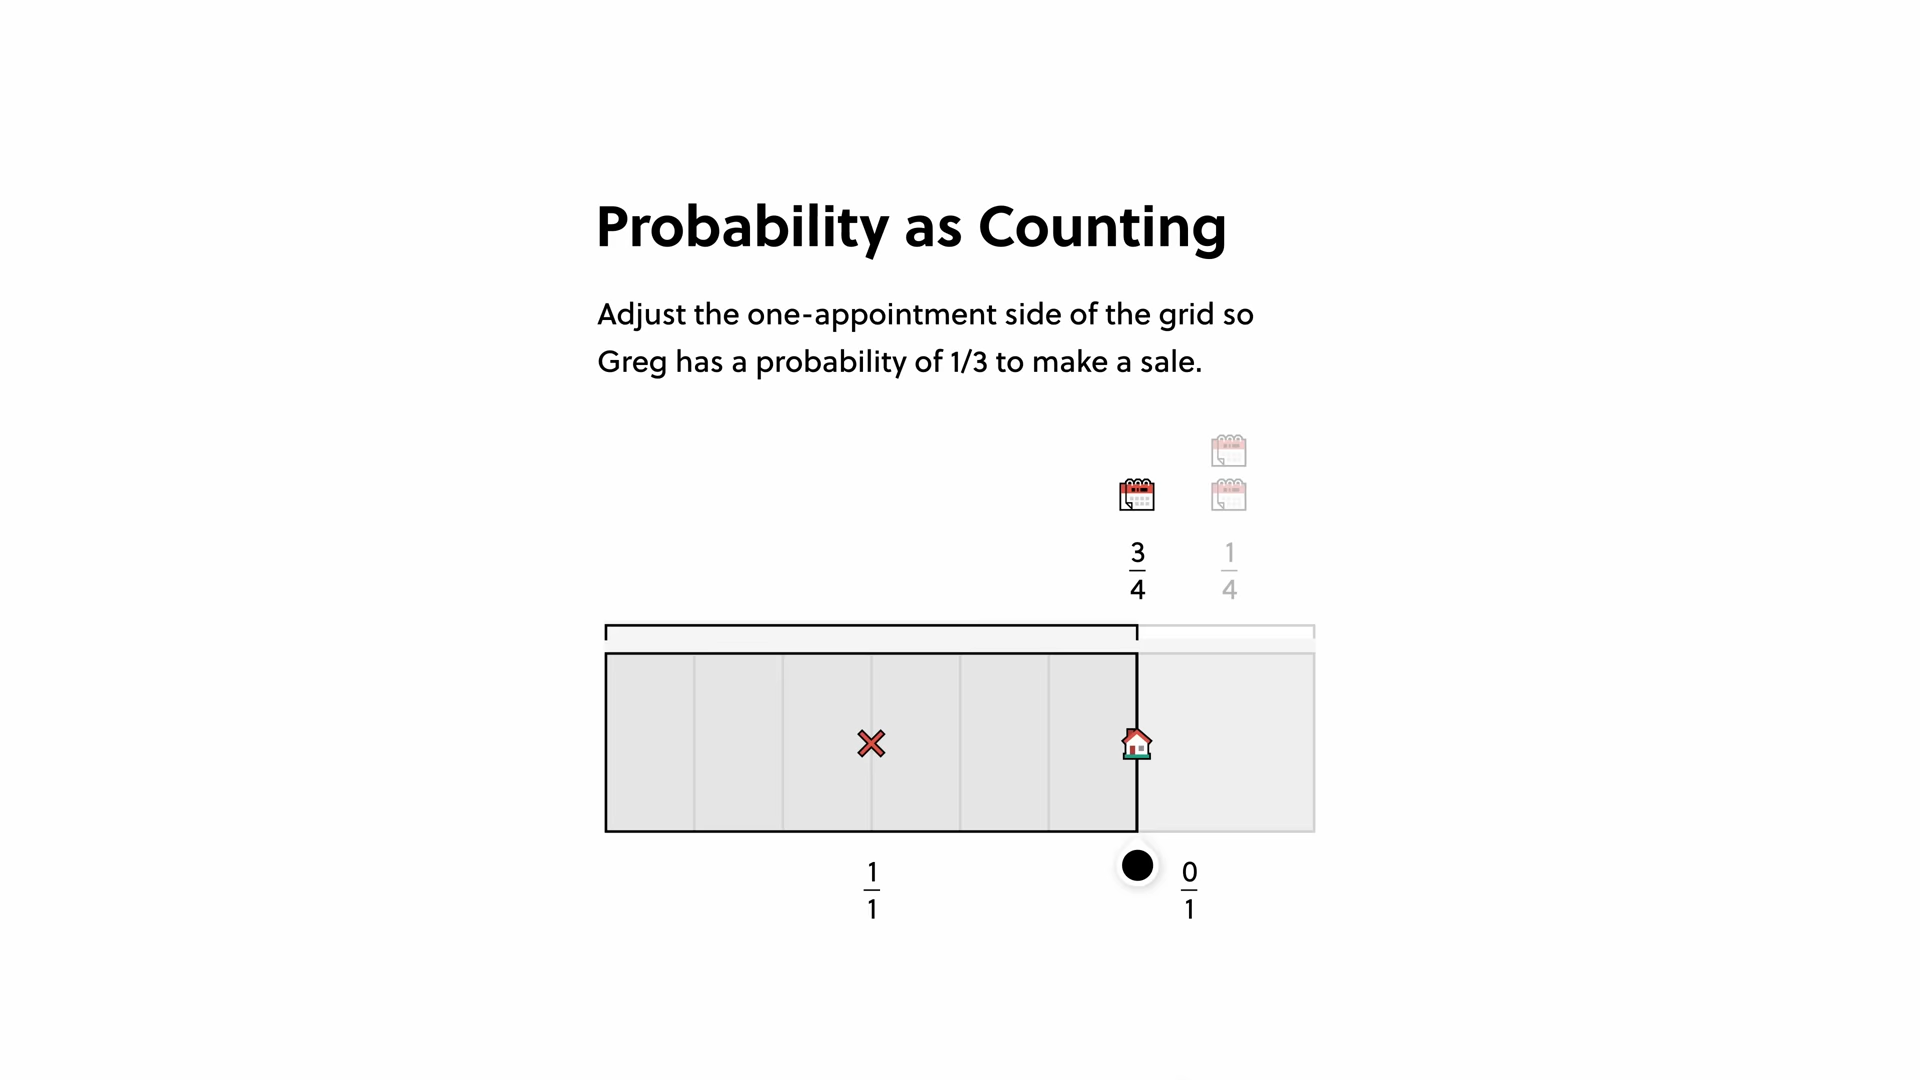 Probability as Counting
Adjust the one-appointment side of the grid so
Greg has a probability of 1/3 to make a sale.
3
4
1
4
1
1
0
1